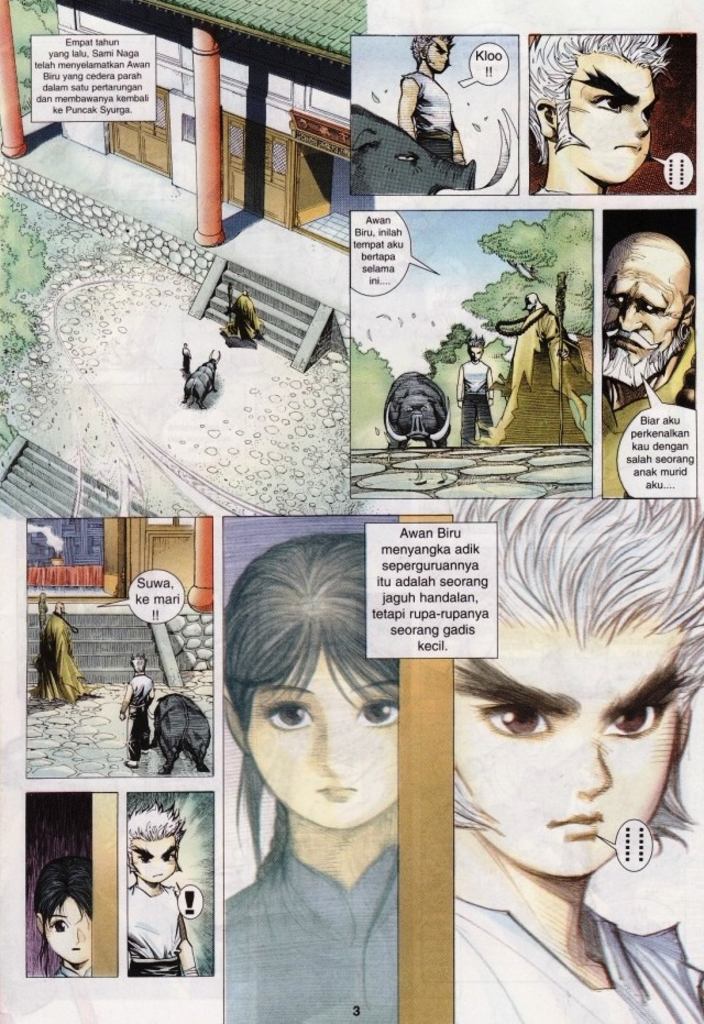 Empat tahun
yang lalu, Sami Naga
telah menyelamatkan Awan
Biru yang cedera parah
dalam satu pertarungan
dan membawanya kembali
ke Puncak Syurga.
Kloo
!!
Awan
Biru, inilah
tempat aku
bertapa
selama
ini....
Biar aku
perkenalkan
kau dengan
salah seorang
anak murid
aku....
Suwa,
ke mari
!!
Awan Biru
menyangka adik
seperguruannya
itu adalah seorang
jaguh handalan,
tetapi rupa-rupanya
seorang gadis
kecil.
!
3